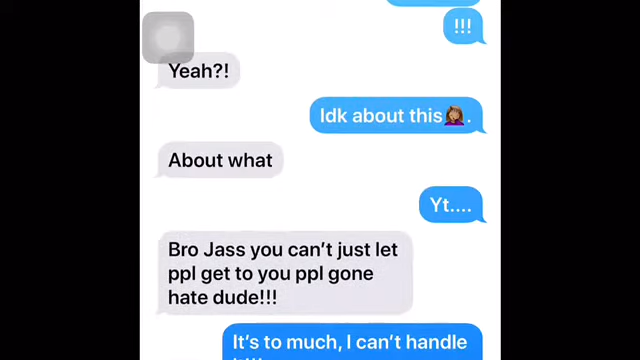 !!!
Yeah?!
Idk about this🤦🏽‍♀️.
About what
Yt....
Bro Jass you can't just let
ppl get to you ppl gone
hate dude!!!
It's to much, I can't handle